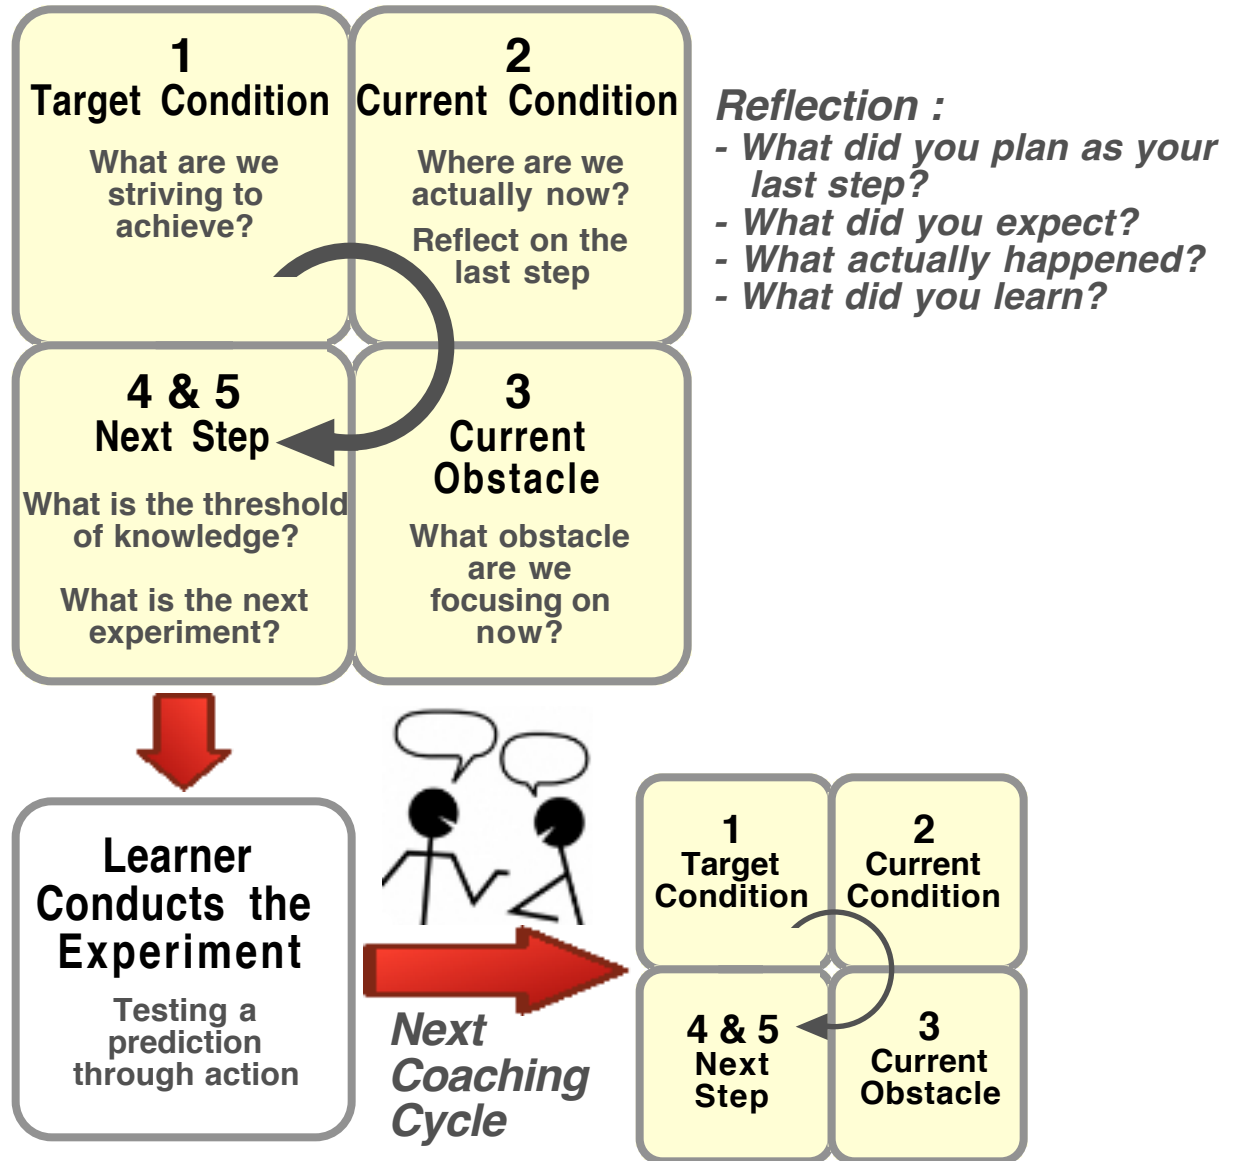 1
Target Condition
What are we
striving to
achieve?
2
Current Condition
Where are we
actually now?
Reflect on the
last step
Reflection :
- What did you plan as your
last step?
- What did you expect?
- What actually happened?
- What did you learn?
4 & 5
Next Step
What is the threshold
of knowledge?
What is the next
experiment?
3
Current
Obstacle
What obstacle
are we
focusing on
now?
Learner
Conducts the
Experiment
Testing a
prediction
through action
Next
Coaching
Cycle
1
Target
Condition
2
Current
Condition
4 & 5
Next
Step
3
Current
Obstacle